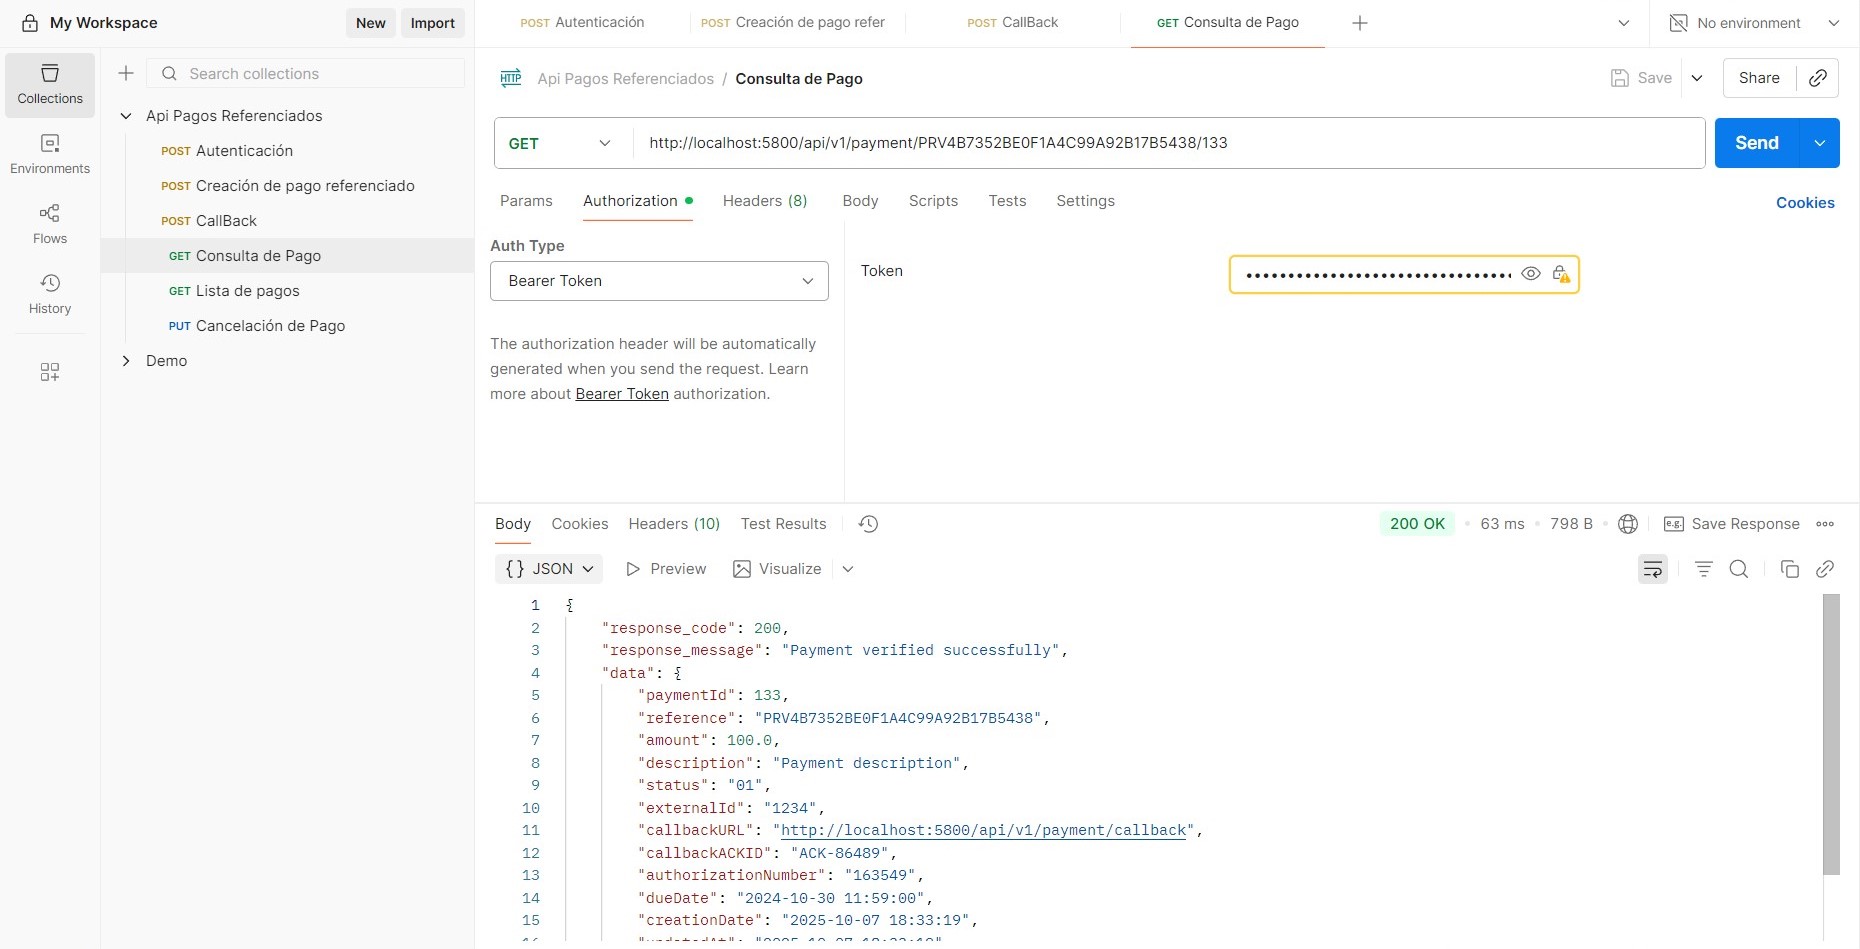 My Workspace
New
Import
POST Autenticación
POST Creación de pago refer
POST CallBack
GET Consulta de Pago
No environment
Collections
Environments
Flows
History
Search collections
Api Pagos Referenciados
POST Autenticación
POST Creación de pago referenciado
POST CallBack
GET Consulta de Pago
GET Lista de pagos
PUT Cancelación de Pago
Demo
HTTP Api Pagos Referenciados / Consulta de Pago
Save
Share
GET
http://localhost:5800/api/v1/payment/PRV4B7352BE0F1A4C99A92B17B5438/133
Send
Params
Authorization
Headers (8)
Body
Scripts
Tests
Settings
Cookies
Auth Type
Bearer Token
The authorization header will be automatically
generated when you send the request. Learn
more about Bearer Token authorization.
Token
Body
Cookies
Headers (10)
Test Results
200 OK
63 ms
798 B
e.g. Save Response
{} JSON
Preview
Visualize
1 {
2 "response_code": 200,
3 "response_message": "Payment verified successfully",
4 "data": {
5 "paymentId": 133,
6 "reference": "PRV4B7352BE0F1A4C99A92B17B5438",
7 "amount": 100.0,
8 "description": "Payment description",
9 "status": "01",
10 "externalId": "1234",
11 "callbackURL": "http://localhost:5800/api/v1/payment/callback",
12 "callbackACKID": "ACK-86489",
13 "authorizationNumber": "163549",
14 "dueDate": "2024-10-30 11:59:00",
15 "creationDate": "2025-10-07 18:33:19",